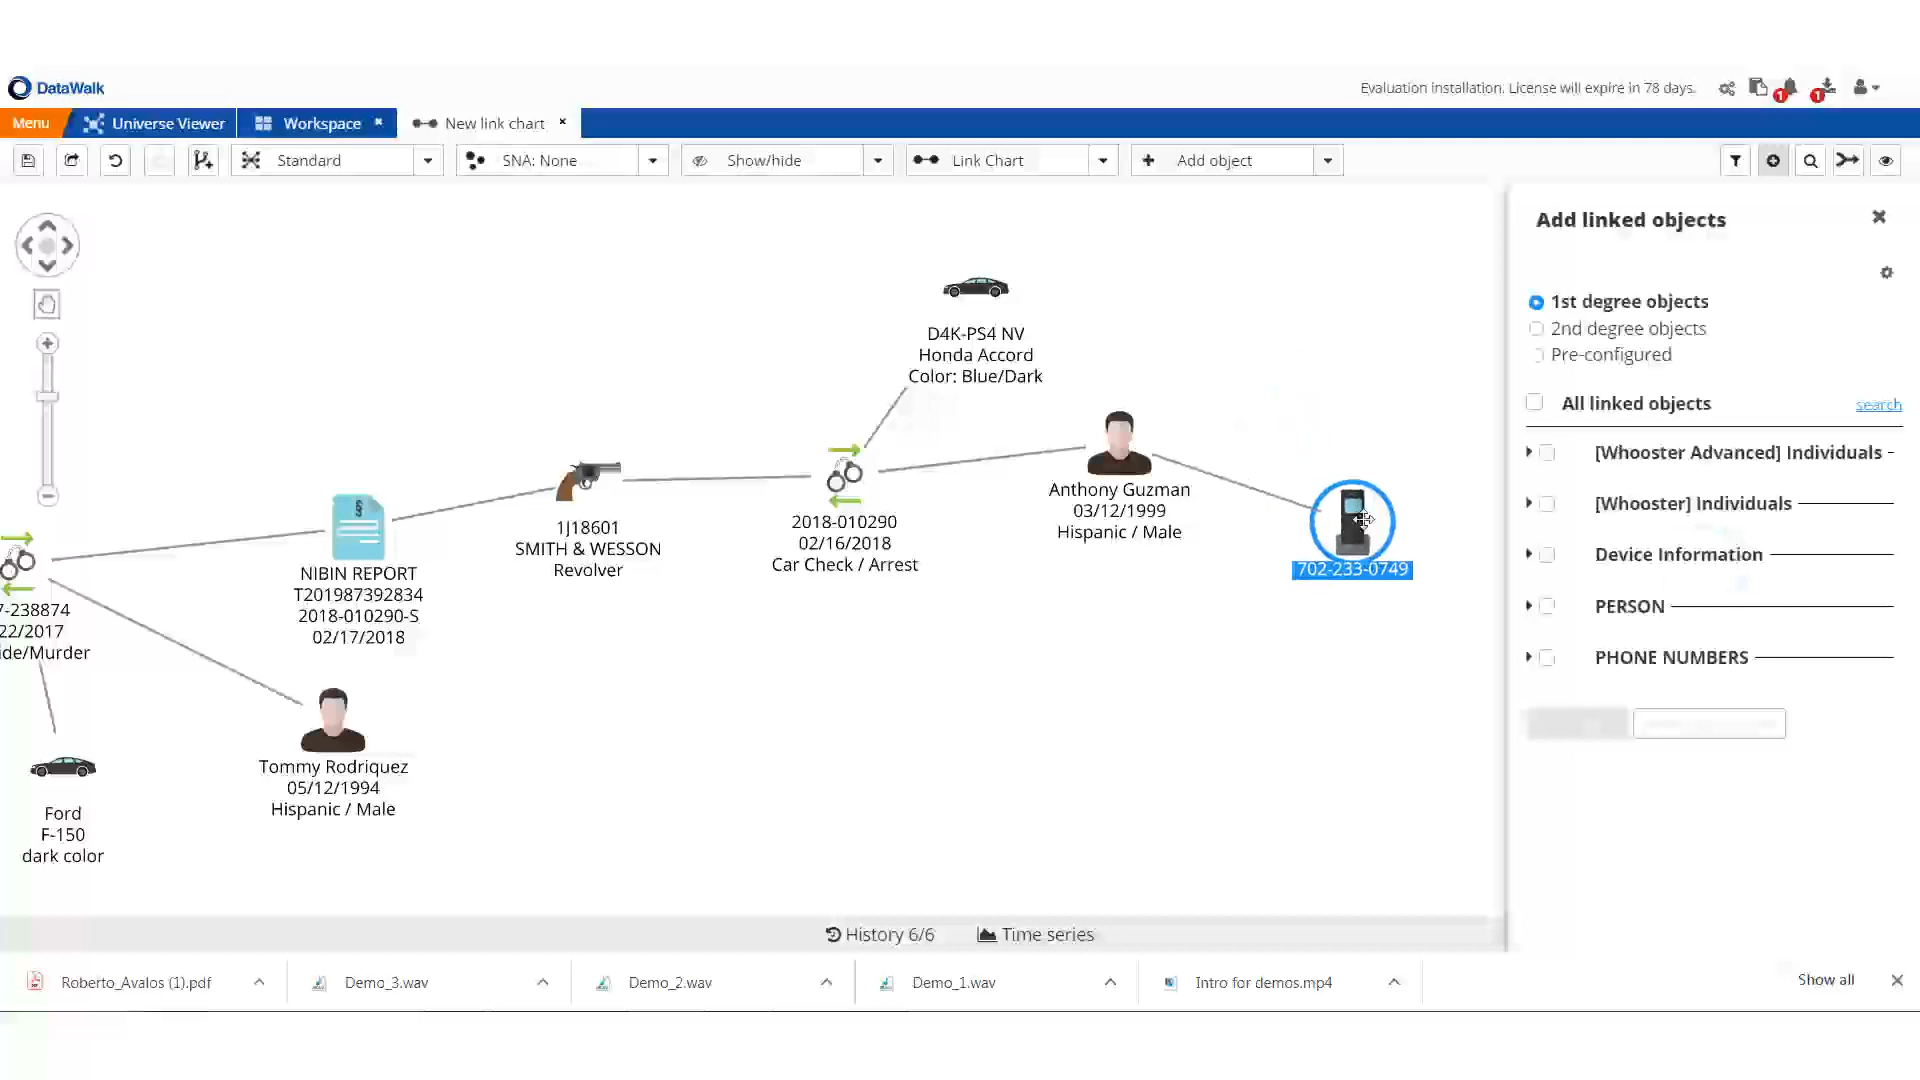 DataWalk
Evaluation installation. License will expire in 78 days.
1
1
Menu
Universe Viewer
Workspace
New link chart
Standard
SNA: None
Show/hide
Link Chart
Add object
D4K-PS4 NV
Honda Accord
Color: Blue/Dark
Anthony Guzman
03/12/1999
Hispanic / Male
702-233-0749
2018-010290
02/16/2018
Car Check / Arrest
1J18601
SMITH & WESSON
Revolver
§
NIBIN REPORT
T201987392834
2018-010290-S
02/17/2018
7-238874
22/2017
ide/Murder
Tommy Rodriquez
05/12/1994
Hispanic / Male
Ford
F-150
dark color
Add linked objects
1st degree objects
2nd degree objects
Pre-configured
All linked objects
search
[Whooster Advanced] Individuals
[Whooster] Individuals
Device Information
PERSON
PHONE NUMBERS
History 6/6
Time series
Roberto_Avalos (1).pdf
Demo_3.wav
Demo_2.wav
Demo_1.wav
Intro for demos.mp4
Show all